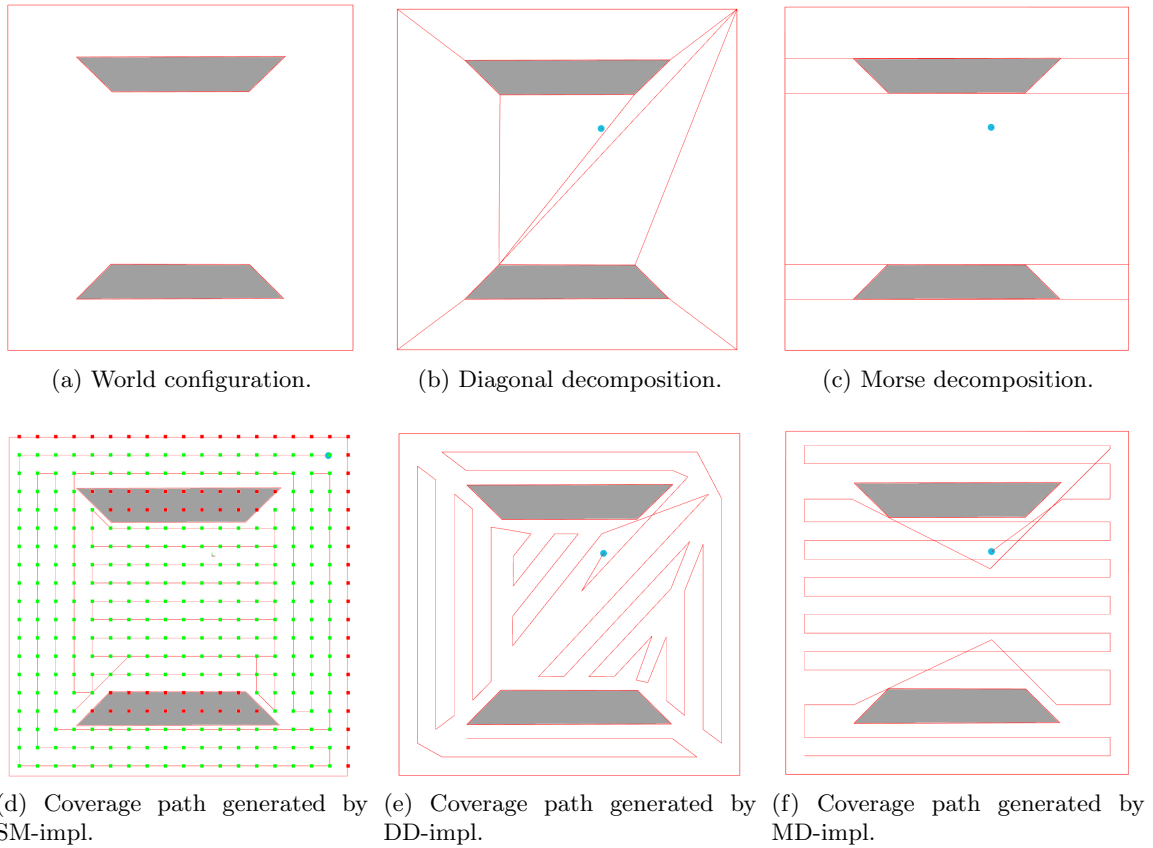 (a) World configuration.
(b) Diagonal decomposition.
(c) Morse decomposition.
(d) Coverage path generated by
SM-impl.
(e) Coverage path generated by
DD-impl.
(f) Coverage path generated by
MD-impl.